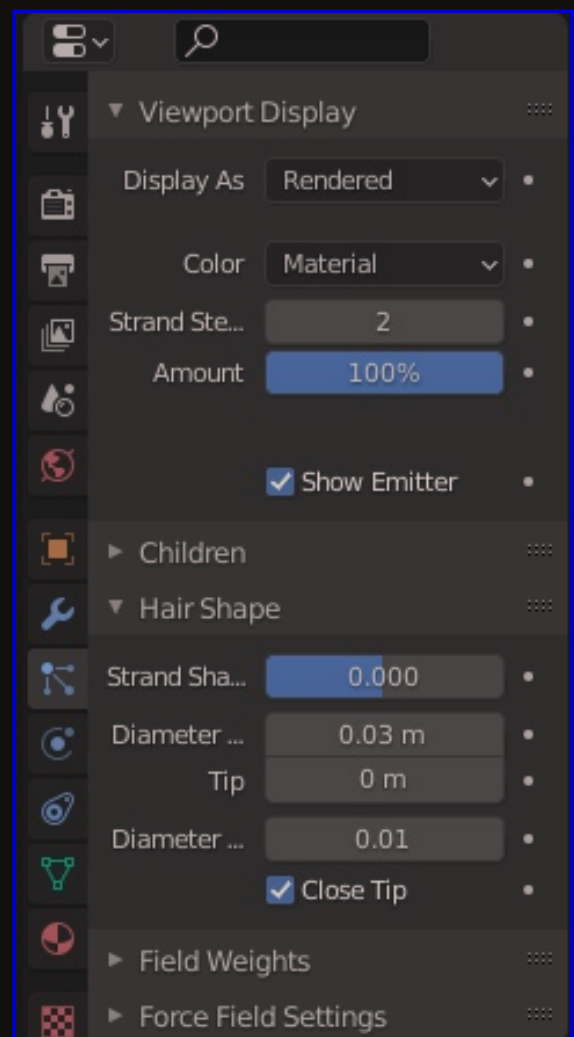 Viewport Display
Display As Rendered
Color Material
Strand Ste... 2
Amount 100%
Show Emitter
Children
Hair Shape
Strand Sha... 0.000
Diameter ... 0.03 m
Tip 0 m
Diameter ... 0.01
Close Tip
Field Weights
Force Field Settings